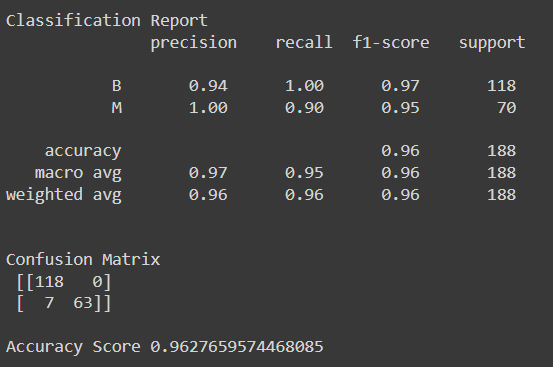 Classification Report
precision recall f1-score support
B 0.94 1.00 0.97 118
M 1.00 0.90 0.95 70
accuracy 0.96 188
macro avg 0.97 0.95 0.96 188
weighted avg 0.96 0.96 0.96 188
Confusion Matrix
[[118 0]
[ 7 63]]
Accuracy Score 0.9627659574468085